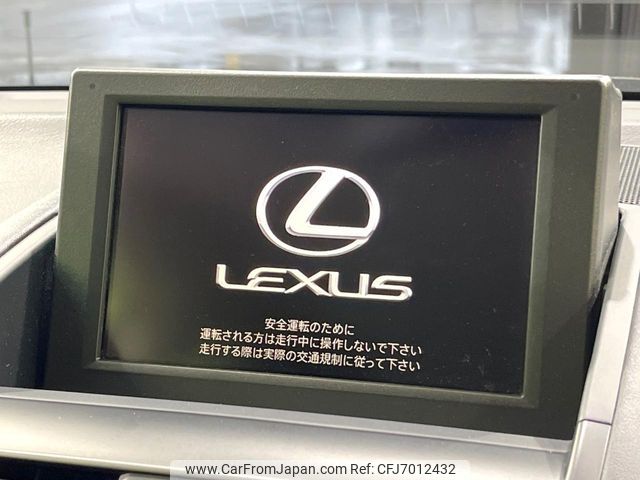 LEXUS
安全運転のために
運転される方は走行中に操作しないで下さい
走行する際は実際の交通規制に従って下さい
www.CarFromJapan.com Ref: CFJ7012432